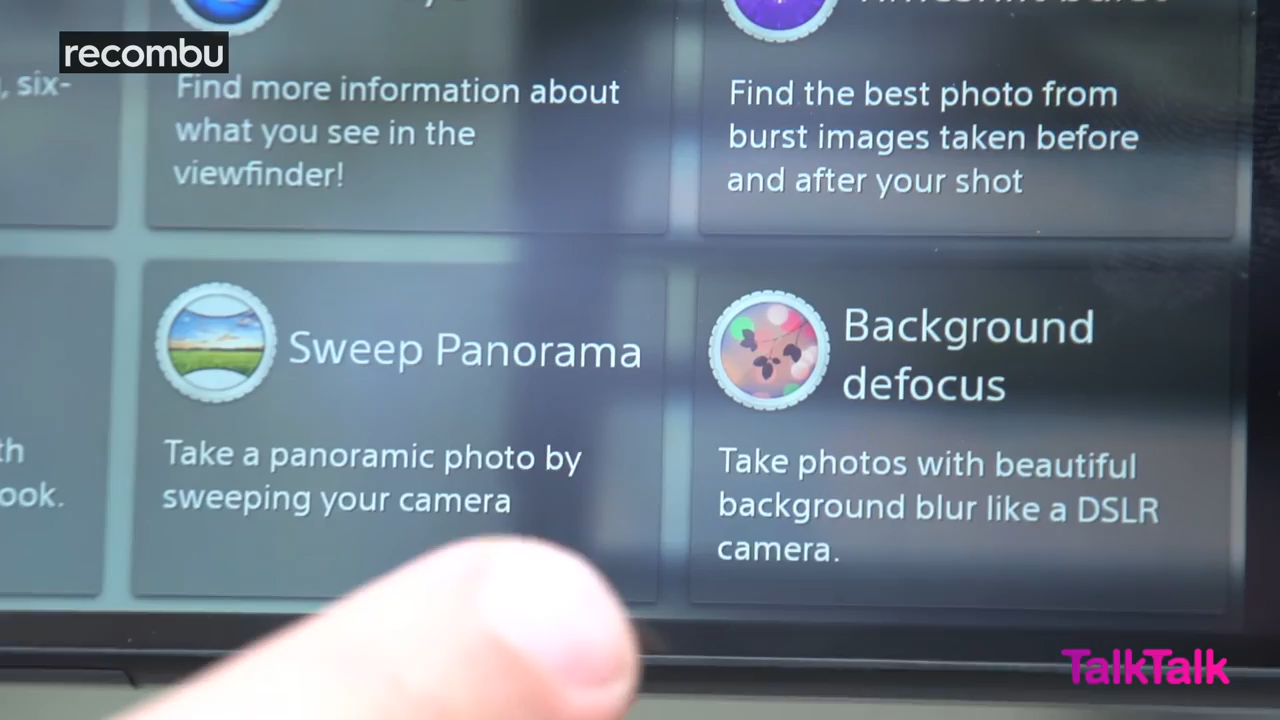 recombu
, six-
Find more information about
what you see in the
viewfinder!
Find the best photo from
burst images taken before
and after your shot
Sweep Panorama
Take a panoramic photo by
sweeping your camera
Background
defocus
Take photos with beautiful
background blur like a DSLR
camera.
th
ook.
TalkTalk